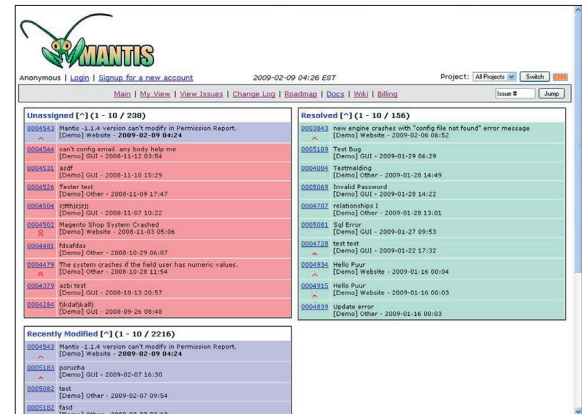 MANTIS
Anonymous | Login | Signup for a new account
2009-02-09 04:26 EST
Project: All Projects Switch
Main | My View | View Issues | Change Log | Roadmap | Docs | Wiki | Billing
Issue # Jump
Unassigned [^] (1 - 10 / 238)
0004543 Mantis -1.1.4 version can't modify in Permission Report.
[Demo] Website - 2009-02-09 04:24
0004544 can't config email. any body help me
[Demo] GUI - 2008-11-12 03:54
0004531 asdf
[Demo] GUI - 2008-11-10 15:29
0004526 Tester test
[Demo] Other - 2008-11-09 17:47
0004504
[Demo] GUI - 2008-11-07 10:22
0004502 Magento Shop System Crashed
[Demo] Website - 2008-11-03 05:06
0004481 fdsafdas
[Demo] Other - 2008-10-29 06:07
0004479 The system crashes if the field user has numeric values.
[Demo] Other - 2008-10-28 11:54
0004379 azbi test
[Demo] GUI - 2008-10-13 20:57
0004284 fjkdafjkalfj
[Demo] GUI - 2008-09-26 08:48
Resolved [^] (1 - 10 / 156)
0003843 new engine crashes with "config file not found" error message
[Demo] Website - 2009-02-06 06:52
0005109 Test Bug
[Demo] GUI - 2009-01-29 06:29
0004004 Testmelding
[Demo] Other - 2009-01-28 14:49
0005069 Invalid Password
[Demo] GUI - 2009-01-28 14:22
0004707 relationships I
[Demo] Other - 2009-01-28 13:01
0005081 Sql Error
[Demo] GUI - 2009-01-27 09:53
0004728 test test
[Demo] GUI - 2009-01-22 17:32
0004934 Hello Puur
[Demo] Website - 2009-01-16 00:04
0004915 Hello Puur
[Demo] Website - 2009-01-16 00:03
0004839 Update error
[Demo] Other - 2009-01-16 00:03
Recently Modified [^] (1 - 10 / 2216)
0004543 Mantis -1.1.4 version can't modify in Permission Report.
[Demo] Website - 2009-02-09 04:24
0005183 porucha
[Demo] GUI - 2009-02-07 16:30
0005082 test
[Demo] GUI - 2009-02-07 09:54
0005182 fasd